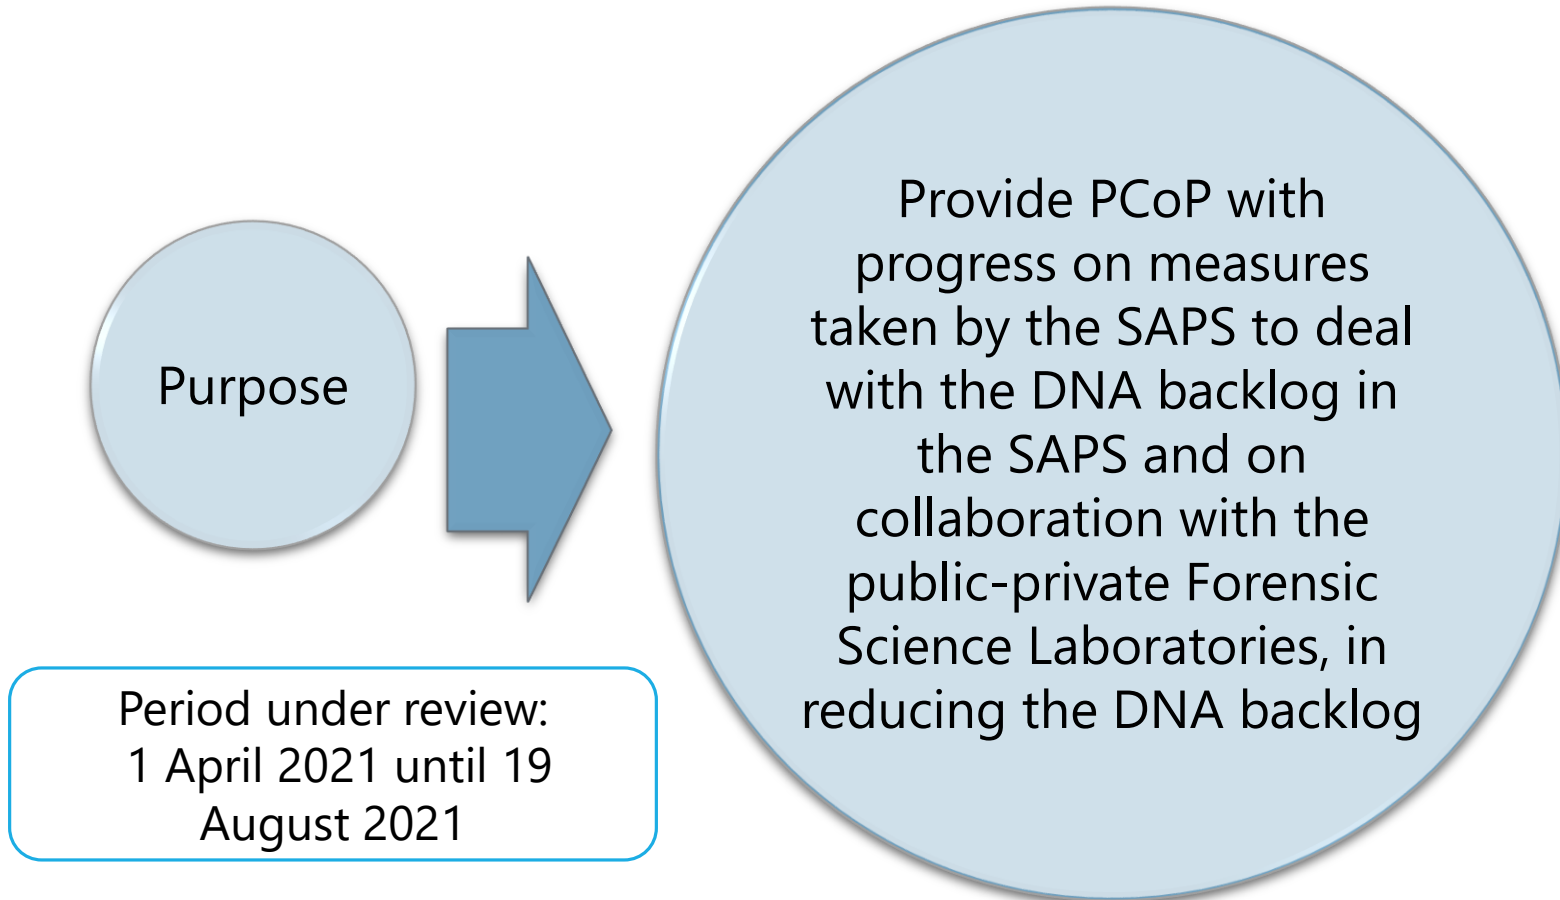 Purpose
Provide PCoP with
progress on measures
taken by the SAPS to deal
with the DNA backlog in
the SAPS and on
collaboration with the
public-private Forensic
Science Laboratories, in
reducing the DNA backlog
Period under review:
1 April 2021 until 19
August 2021